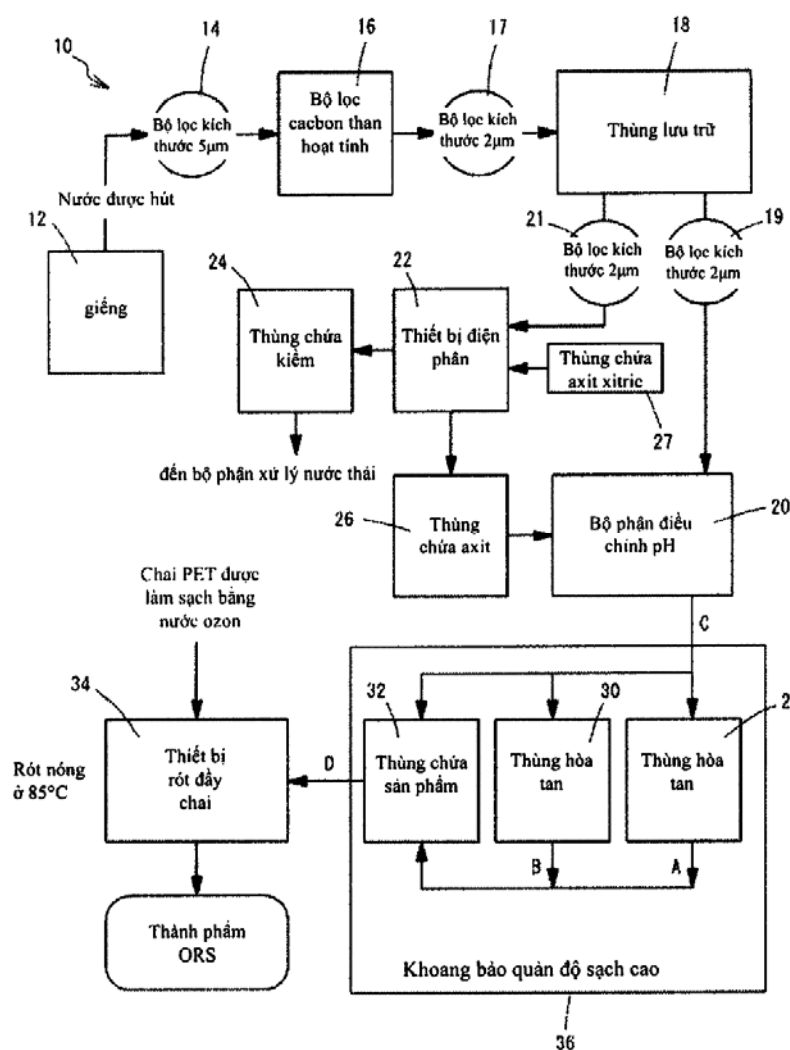 10
14
Bộ lọc kích
thước 5μm
16
Bộ lọc
cacbon than
hoạt tính
17
Bộ lọc kích
thước 2μm
18
Thùng lưu trữ
Nước được hút
12
giếng
21
Bộ lọc kích
thước 2μm
19
Bộ lọc kích
thước 2μm
24
Thùng chứa
kiềm
22
Thiết bị điện
phân
Thùng chứa
axit xitric
27
đến bộ phận xử lý nước thải
26
Thùng
chứa axit
20
Bộ phận điều
chỉnh pH
C
Chai PET được
làm sạch bằng
nước ozon
34
Thiết bị
rót đầy
chai
Rót nóng
ở 85°C
D
32
Thùng chứa
sản phẩm
30
Thùng hòa
tan
2
Thùng hòa
tan
B
A
Thành phẩm
ORS
Khoang bảo quản độ sạch cao
36